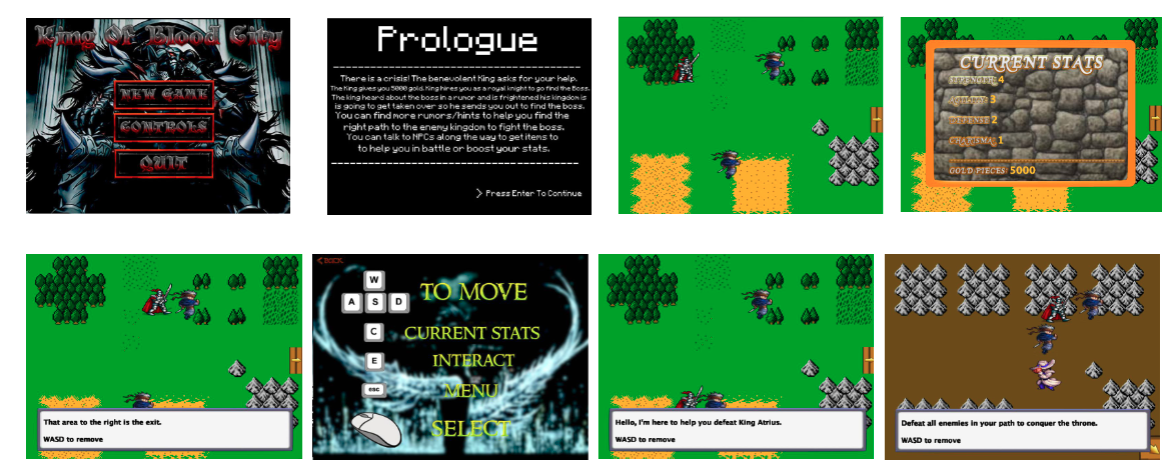 King Of Blood City
NEW GAME
CONTROLS
QUIT
Prologue
There is a crisis! The benevolent King asks for your help.
The King gives you 5000 gold. King hires you as a royal knight to go find the Boss.
The king heard about the boss in a rumor and is frightened his kingdom is
is going to get taken over so he sends you out to find the boss.
You can find more rumors/hints to help you find the
right path to the enemy kingdom to fight the boss.
You can talk to NPCs along the way to get items to
to help you in battle or boost your stats.
> Press Enter To Continue
CURRENT STATS
STRENGTH: 4
DEFENSE: 2
CHARISMA: 1
GOLD PIECES: 5000
That area to the right is the exit.
WASD to remove
W
A S D
TO MOVE
C
CURRENT STATS
E
INTERACT
esc
MENU
SELECT
Hello, I'm here to help you defeat King Atrius.
WASD to remove
Defeat all enemies in your path to conquer the throne.
WASD to remove